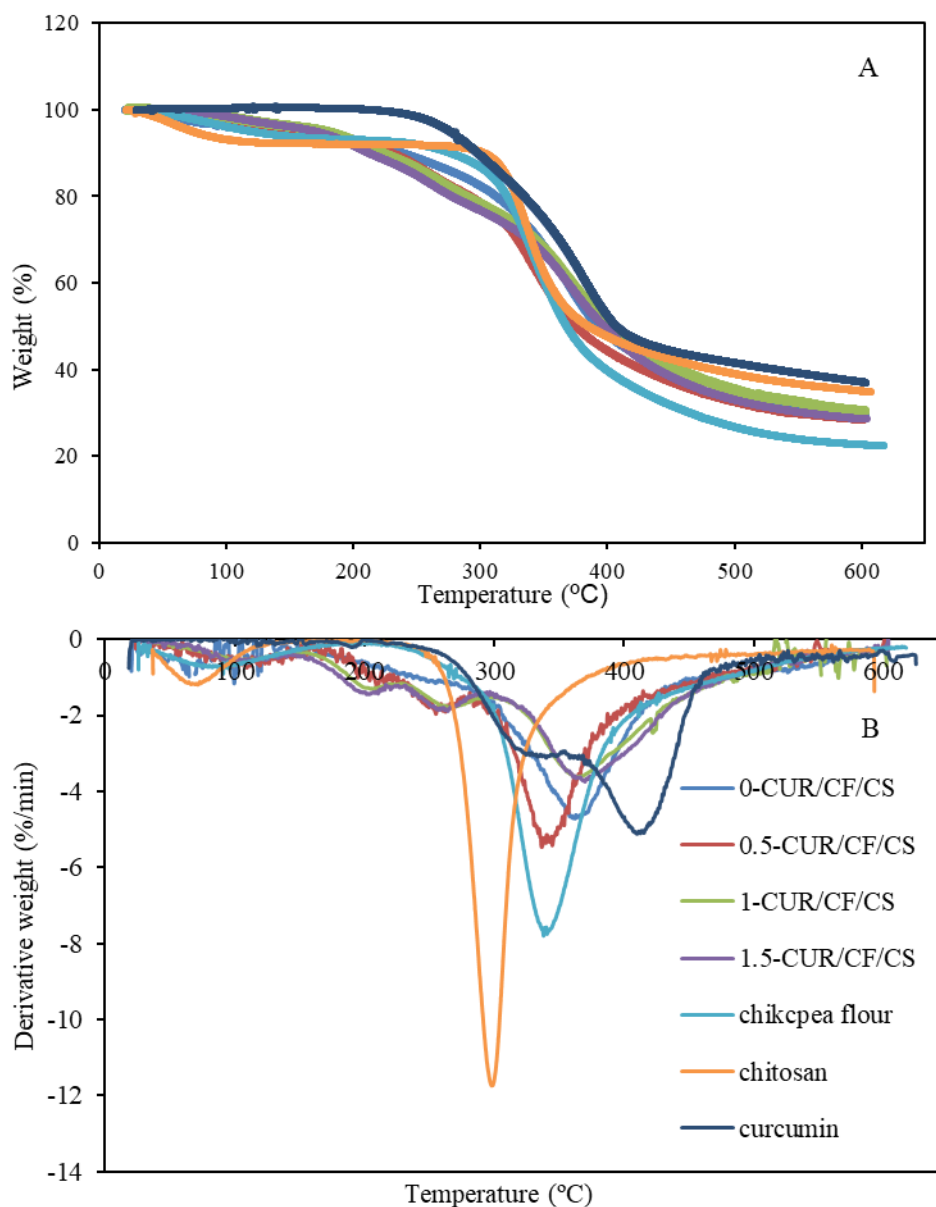 120
A
100
80
60
40
20
0
Weight (%)
0 100 200 300 400 500 600
Temperature (ºC)
0
0 100 200 300 400 500 600
-2
B
-4
0-CUR/CF/CS
0.5-CUR/CF/CS
-6
1-CUR/CF/CS
-8
1.5-CUR/CF/CS
chikcpea flour
-10
chitosan
-12
curcumin
-14
Derivative weight (%/min)
Temperature (ºC)